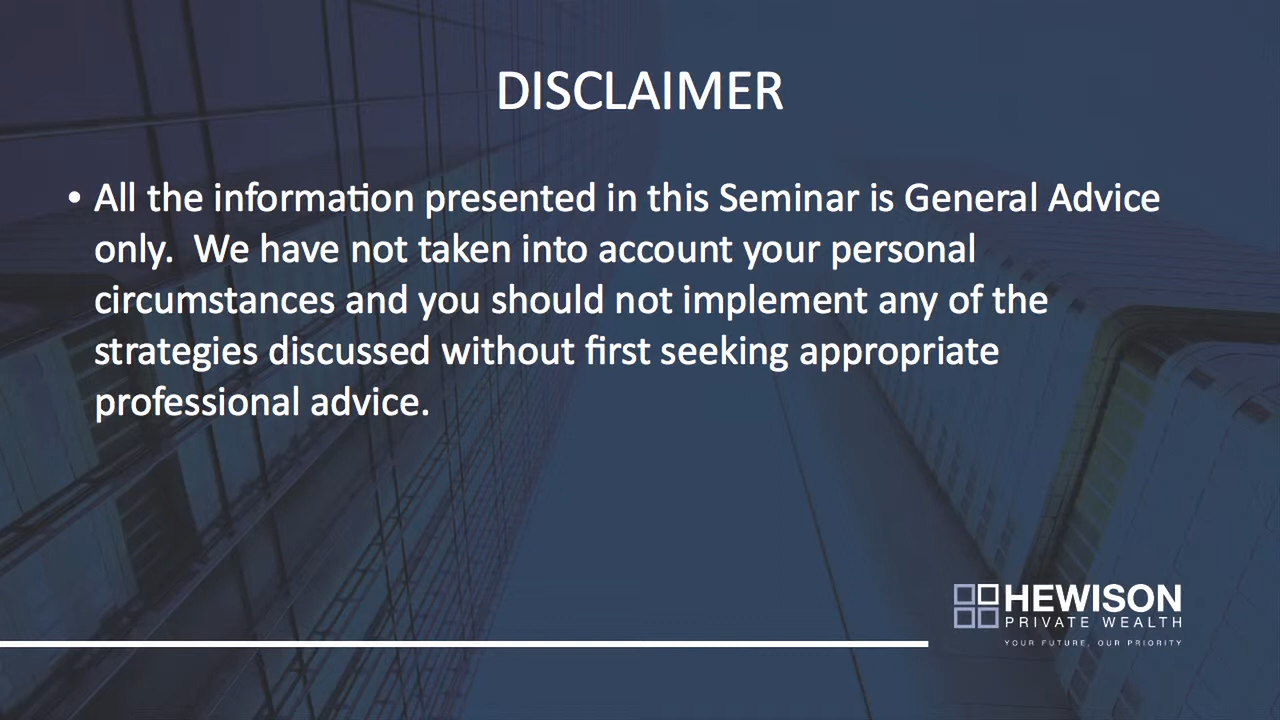 DISCLAIMER
• All the information presented in this Seminar is General Advice
only.  We have not taken into account your personal
circumstances and you should not implement any of the
strategies discussed without first seeking appropriate
professional advice.
HEWISON
PRIVATE WEALTH
YOUR FUTURE, OUR PRIORITY